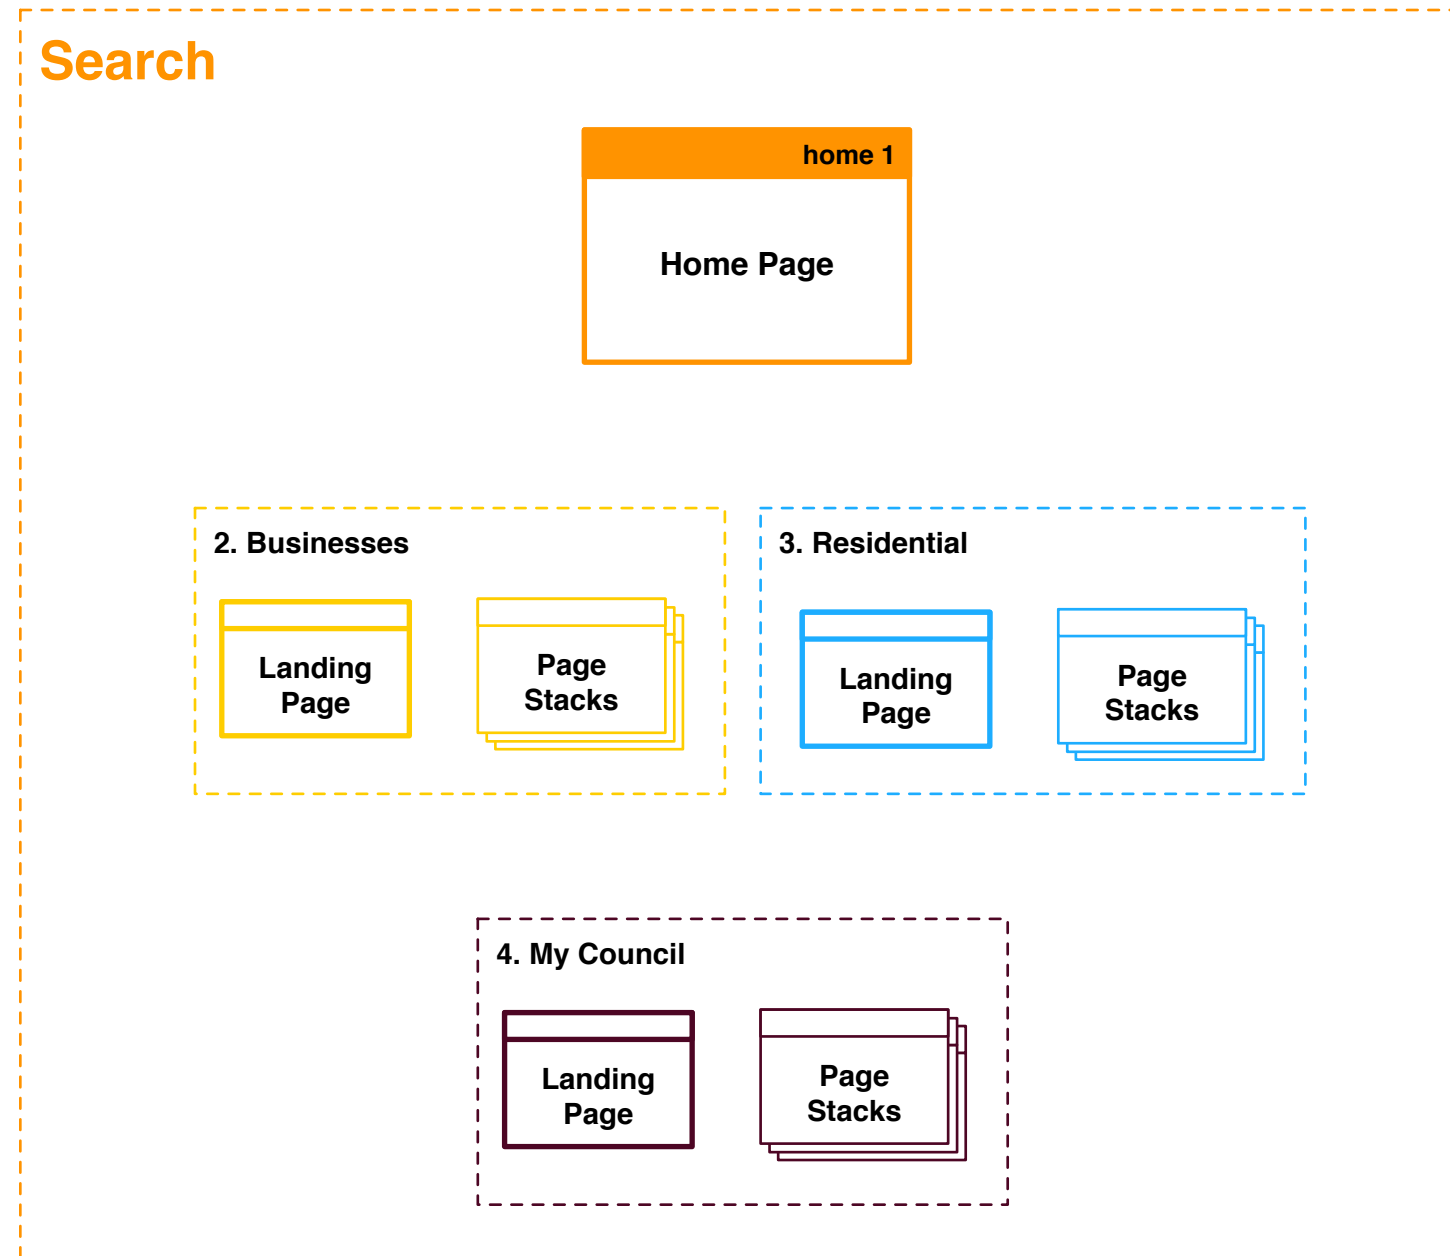 Search
home 1
Home Page
2. Businesses
Landing
Page
Page
Stacks
3. Residential
Landing
Page
Page
Stacks
4. My Council
Landing
Page
Page
Stacks